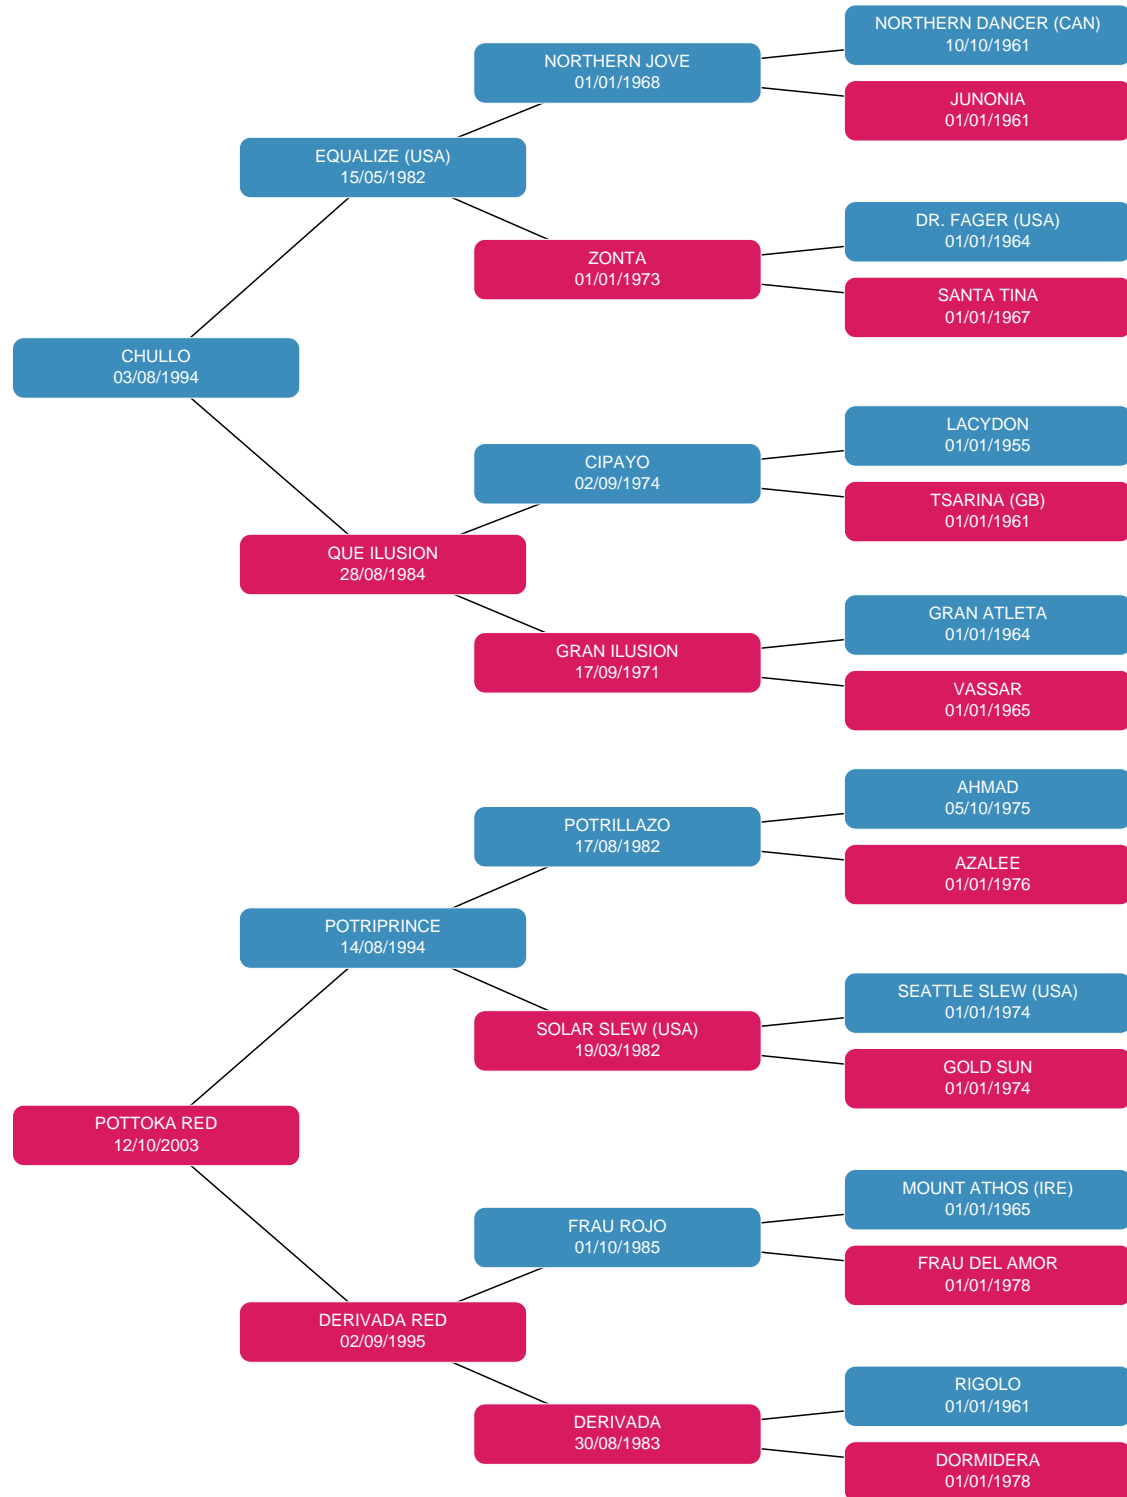 NORTHERN DANCER (CAN)
10/10/1961
NORTHERN JOVE
01/01/1968
JUNONIA
01/01/1961
EQUALIZE (USA)
15/05/1982
DR. FAGER (USA)
01/01/1964
ZONTA
01/01/1973
SANTA TINA
01/01/1967
CHULLO
03/08/1994
LACYDON
01/01/1955
CIPAYO
02/09/1974
TSARINA (GB)
01/01/1961
QUE ILUSION
28/08/1984
GRAN ATLETA
01/01/1964
GRAN ILUSION
17/09/1971
VASSAR
01/01/1965
AHMAD
05/10/1975
POTRILLAZO
17/08/1982
AZALEE
01/01/1976
POTRIPRINCE
14/08/1994
SEATTLE SLEW (USA)
01/01/1974
SOLAR SLEW (USA)
19/03/1982
GOLD SUN
01/01/1974
POTTOKA RED
12/10/2003
MOUNT ATHOS (IRE)
01/01/1965
FRAU ROJO
01/10/1985
FRAU DEL AMOR
01/01/1978
DERIVADA RED
02/09/1995
RIGOLO
01/01/1961
DERIVADA
30/08/1983
DORMIDERA
01/01/1978